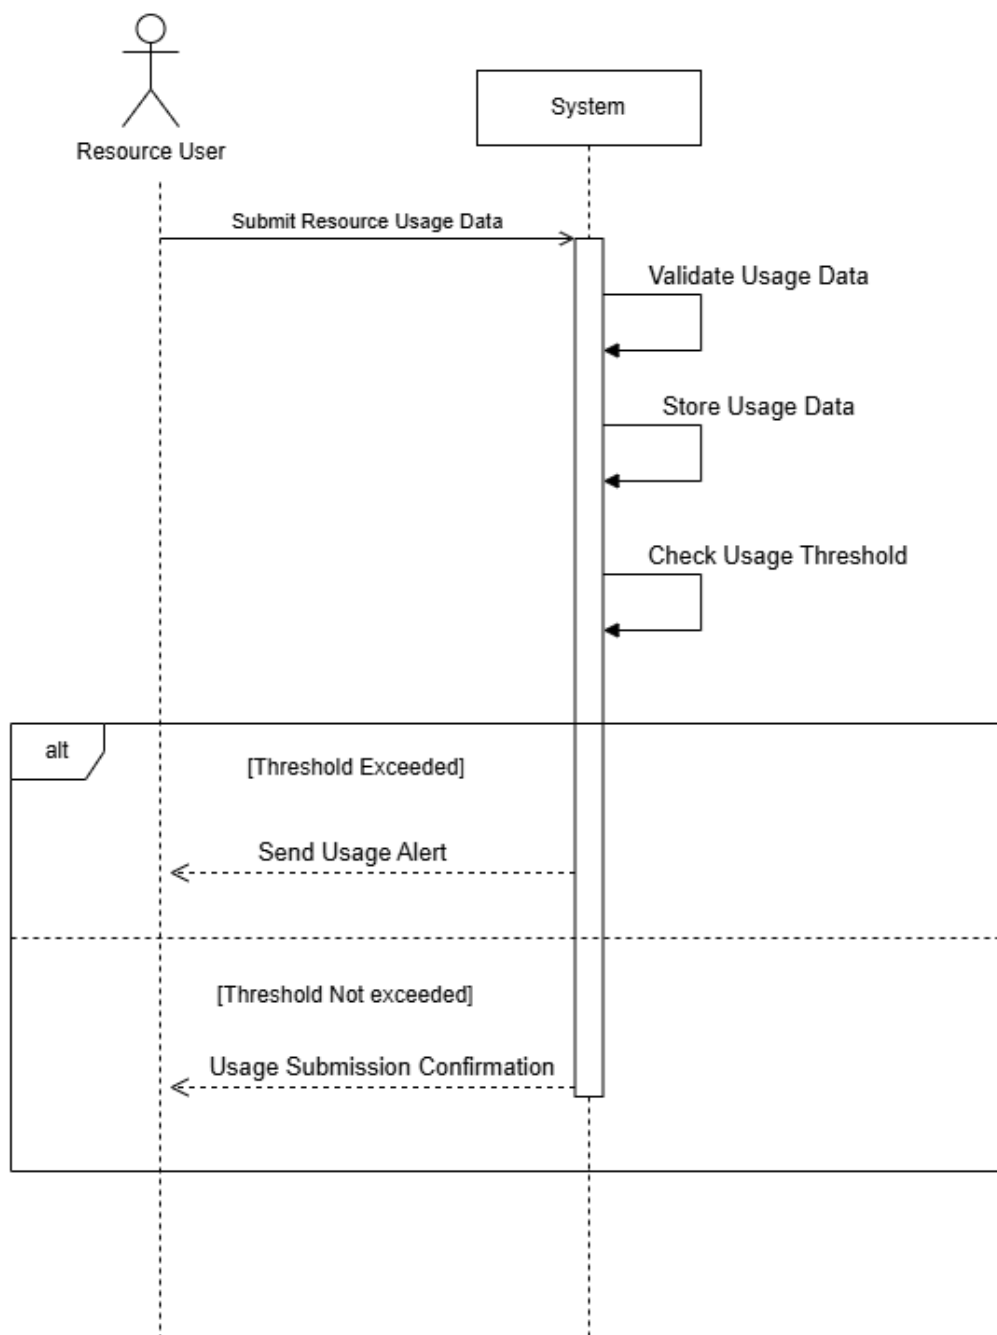 Resource User
System
Submit Resource Usage Data
Validate Usage Data
Store Usage Data
Check Usage Threshold
alt
[Threshold Exceeded]
Send Usage Alert
[Threshold Not exceeded]
Usage Submission Confirmation